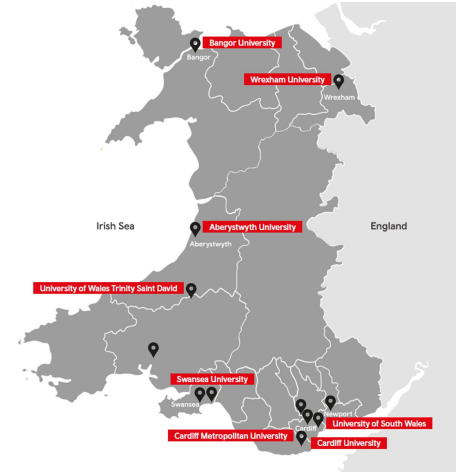 Bangor University
Bangor
Wrexham University
Wrexham
Irish Sea
England
Aberystwyth University
Aberystwyth
University of Wales Trinity Saint David
Swansea University
Swansea
Newport
University of South Wales
Cardiff
Cardiff Metropolitan University
Cardiff University